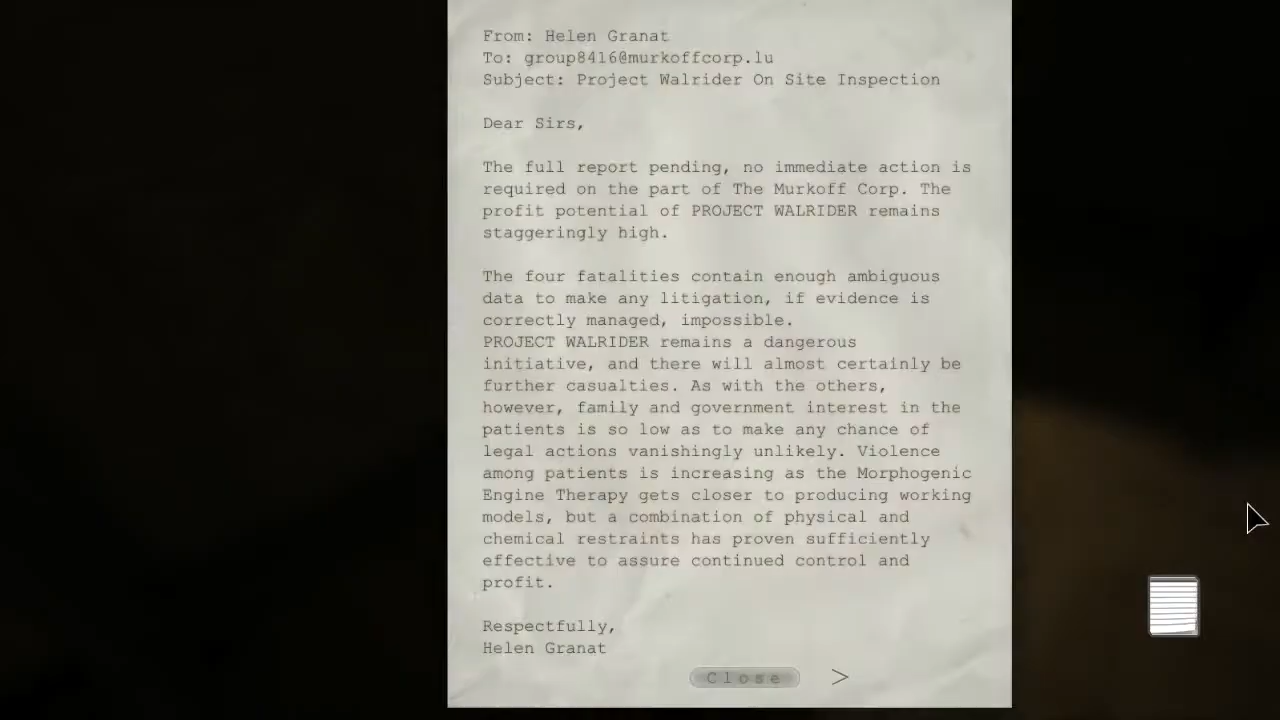 From: Helen Granat
To: group8416@murkoffcorp.lu
Subject: Project Walrider On Site Inspection
Dear Sirs,
The full report pending, no immediate action is
required on the part of The Murkoff Corp. The
profit potential of PROJECT WALRIDER remains
staggeringly high.
The four fatalities contain enough ambiguous
data to make any litigation, if evidence is
correctly managed, impossible.
PROJECT WALRIDER remains a dangerous
initiative, and there will almost certainly be
further casualties. As with the others,
however, family and government interest in the
patients is so low as to make any chance of
legal actions vanishingly unlikely. Violence
among patients is increasing as the Morphogenic
Engine Therapy gets closer to producing working
models, but a combination of physical and
chemical restraints has proven sufficiently
effective to assure continued control and
profit.
Respectfully,
Helen Granat
Close >